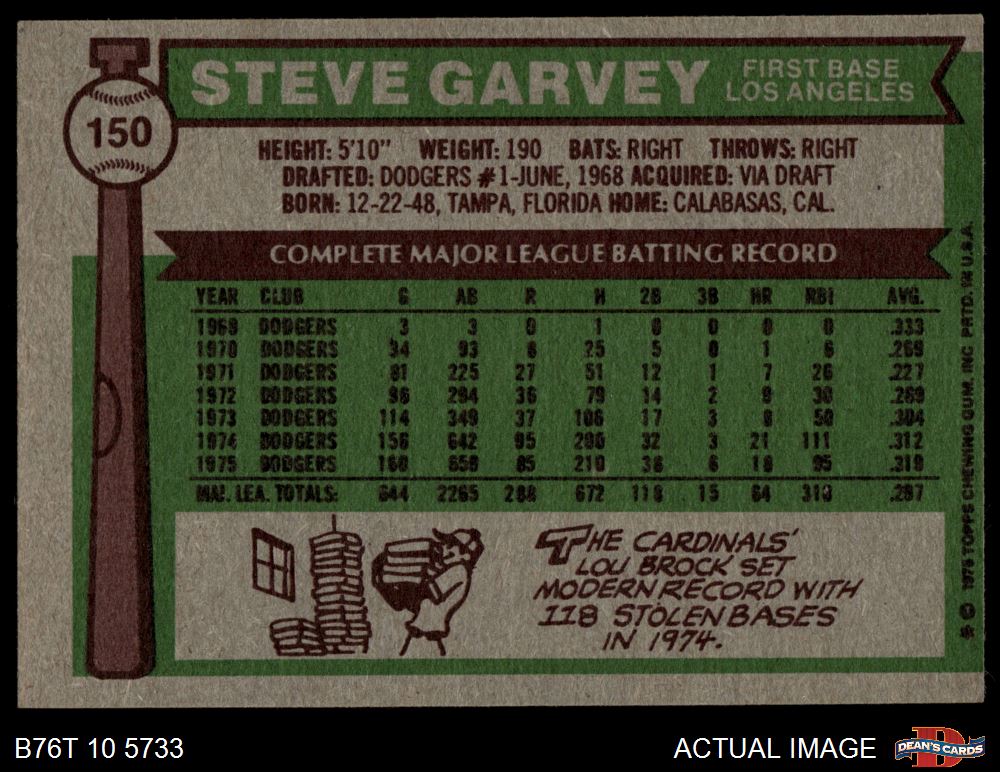 150
STEVE GARVEY
FIRST BASE
LOS ANGELES
HEIGHT: 5'10" WEIGHT: 190 BATS: RIGHT THROWS: RIGHT
DRAFTED: DODGERS #1-JUNE, 1968 ACQUIRED: VIA DRAFT
BORN: 12-22-48, TAMPA, FLORIDA HOME: CALABASAS, CAL.
COMPLETE MAJOR LEAGUE BATTING RECORD
YEAR CLUB G AB R H 2B 3B HR RBI AVG.
1969 DODGERS 3 3 0 1 0 0 0 0 .333
1970 DODGERS 34 93 8 25 5 0 1 6 .269
1971 DODGERS 81 225 27 51 12 1 7 26 .227
1972 DODGERS 96 294 36 79 14 2 9 30 .269
1973 DODGERS 114 349 37 106 17 3 8 50 .304
1974 DODGERS 156 642 95 200 32 3 21 111 .312
1975 DODGERS 160 659 85 210 38 6 18 95 .319
MAJ. LEA. TOTALS: 644 2265 288 672 118 15 64 318 .297
THE CARDINALS'
LOU BROCK SET
MODERN RECORD WITH
118 STOLEN BASES
IN 1974.
* © 1976 TOPPS CHEWING GUM, INC. PRTD. IN U.S.A.
B76T 10 5733
ACTUAL IMAGE
D
DEAN'S CARDS